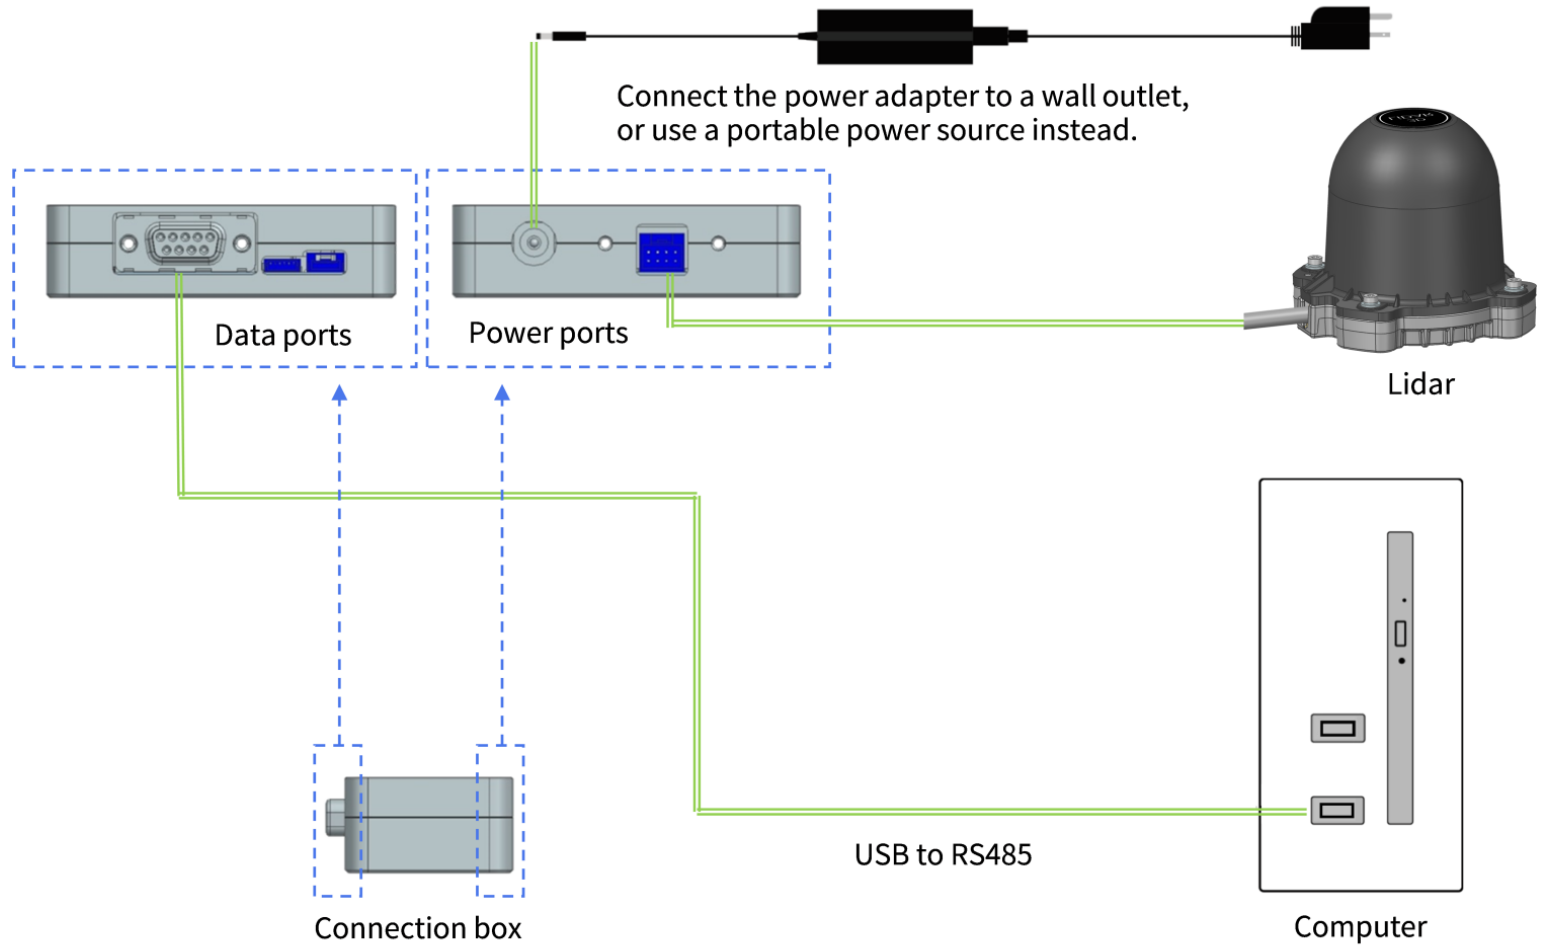 Connect the power adapter to a wall outlet,
or use a portable power source instead.
Data ports
Power ports
Lidar
USB to RS485
Connection box
Computer